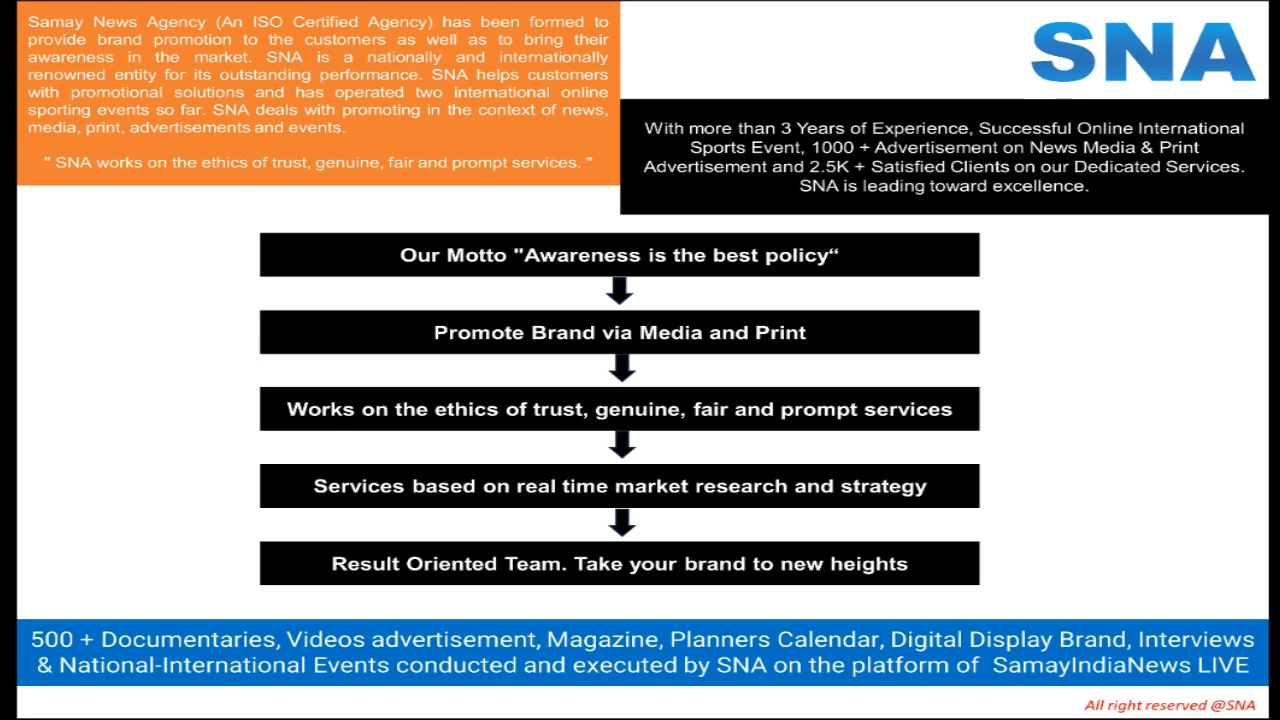 Samay News Agency (An ISO Certified Agency) has been formed to
provide brand promotion to the customers as well as to bring their
awareness in the market. SNA is a nationally and internationally
renowned entity for its outstanding performance. SNA helps customers
with promotional solutions and has operated two international online
sporting events so far. SNA deals with promoting in the context of news,
media, print, advertisements and events.
" SNA works on the ethics of trust, genuine, fair and prompt services. "
SNA
With more than 3 Years of Experience, Successful Online International
Sports Event, 1000 + Advertisement on News Media & Print
Advertisement and 2.5K + Satisfied Clients on our Dedicated Services.
SNA is leading toward excellence.
Our Motto "Awareness is the best policy“
Promote Brand via Media and Print
Works on the ethics of trust, genuine, fair and prompt services
Services based on real time market research and strategy
Result Oriented Team. Take your brand to new heights
500 + Documentaries, Videos advertisement, Magazine, Planners Calendar, Digital Display Brand, Interviews
& National-International Events conducted and executed by SNA on the platform of SamayIndiaNews LIVE
All right reserved @SNA